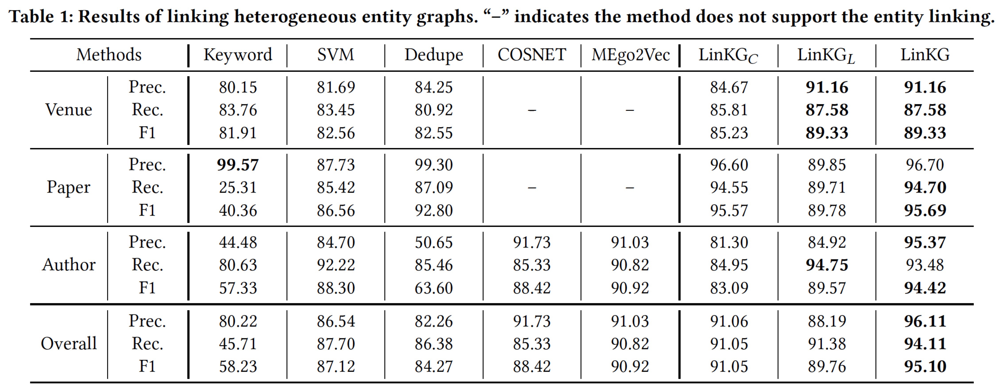 Table 1: Results of linking heterogeneous entity graphs. “–” indicates the method does not support the entity linking.
Methods Keyword SVM Dedupe COSNET MEgo2Vec LinKG_C LinKG_L LinKG
Venue Prec. 80.15 81.69 84.25 – – 84.67 91.16 91.16
Rec. 83.76 83.45 80.92 85.81 87.58 87.58
F1 81.91 82.56 82.55 85.23 89.33 89.33
Paper Prec. 99.57 87.73 99.30 – – 96.60 89.85 96.70
Rec. 25.31 85.42 87.09 94.55 89.71 94.70
F1 40.36 86.56 92.80 95.57 89.78 95.69
Author Prec. 44.48 84.70 50.65 91.73 91.03 81.30 84.92 95.37
Rec. 80.63 92.22 85.46 85.33 90.82 84.95 94.75 93.48
F1 57.33 88.30 63.60 88.42 90.92 83.09 89.57 94.42
Overall Prec. 80.22 86.54 82.26 91.73 91.03 91.06 88.19 96.11
Rec. 45.71 87.70 86.38 85.33 90.82 91.05 91.38 94.11
F1 58.23 87.12 84.27 88.42 90.92 91.05 89.76 95.10